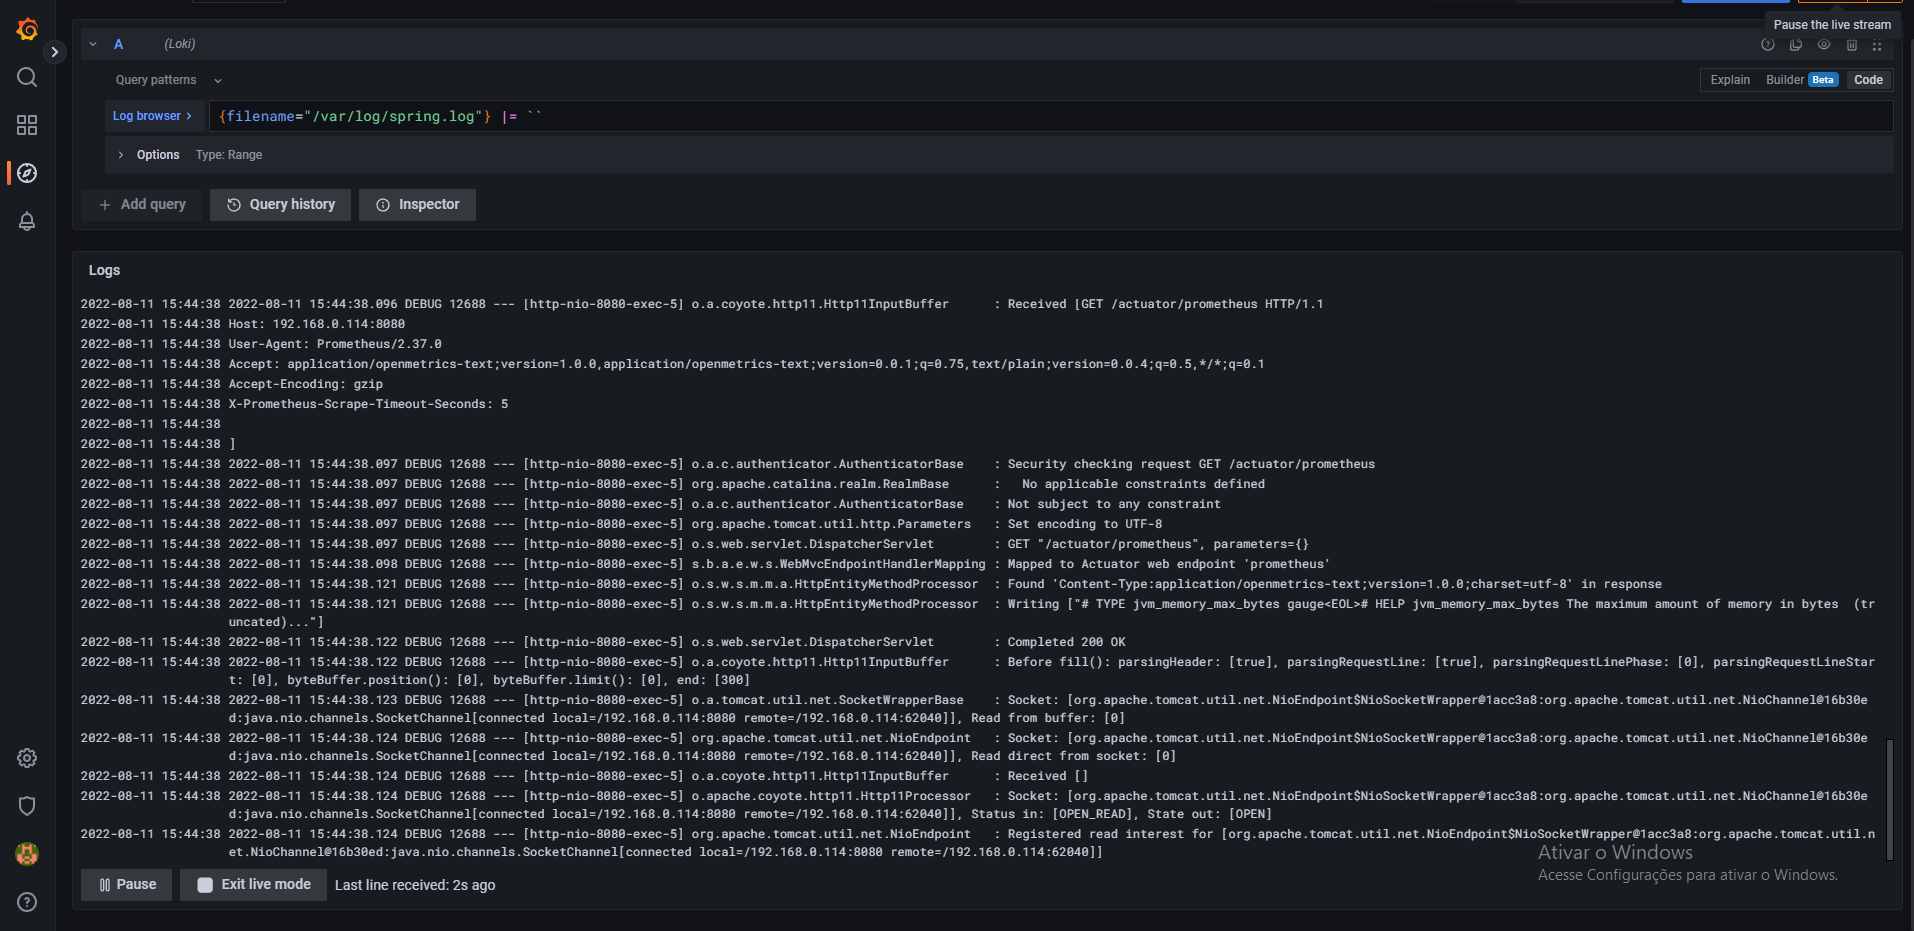 Pause the live stream
A (Loki)
Query patterns
Explain Builder Beta Code
Log browser > {filename="/var/log/spring.log"} |= ``
> Options Type: Range
+ Add query Query history Inspector
Logs
2022-08-11 15:44:38 2022-08-11 15:44:38.096 DEBUG 12688 --- [http-nio-8080-exec-5] o.a.coyote.http11.Http11InputBuffer : Received [GET /actuator/prometheus HTTP/1.1
2022-08-11 15:44:38 Host: 192.168.0.114:8080
2022-08-11 15:44:38 User-Agent: Prometheus/2.37.0
2022-08-11 15:44:38 Accept: application/openmetrics-text;version=1.0.0,application/openmetrics-text;version=0.0.1;q=0.75,text/plain;version=0.0.4;q=0.5,*/*;q=0.1
2022-08-11 15:44:38 Accept-Encoding: gzip
2022-08-11 15:44:38 X-Prometheus-Scrape-Timeout-Seconds: 5
2022-08-11 15:44:38
2022-08-11 15:44:38 ]
2022-08-11 15:44:38 2022-08-11 15:44:38.097 DEBUG 12688 --- [http-nio-8080-exec-5] o.a.c.authenticator.AuthenticatorBase : Security checking request GET /actuator/prometheus
2022-08-11 15:44:38 2022-08-11 15:44:38.097 DEBUG 12688 --- [http-nio-8080-exec-5] org.apache.catalina.realm.RealmBase : No applicable constraints defined
2022-08-11 15:44:38 2022-08-11 15:44:38.097 DEBUG 12688 --- [http-nio-8080-exec-5] o.a.c.authenticator.AuthenticatorBase : Not subject to any constraint
2022-08-11 15:44:38 2022-08-11 15:44:38.097 DEBUG 12688 --- [http-nio-8080-exec-5] org.apache.tomcat.util.http.Parameters : Set encoding to UTF-8
2022-08-11 15:44:38 2022-08-11 15:44:38.097 DEBUG 12688 --- [http-nio-8080-exec-5] o.s.web.servlet.DispatcherServlet : GET "/actuator/prometheus", parameters={}
2022-08-11 15:44:38 2022-08-11 15:44:38.098 DEBUG 12688 --- [http-nio-8080-exec-5] s.b.a.e.w.s.WebMvcEndpointHandlerMapping : Mapped to Actuator web endpoint 'prometheus'
2022-08-11 15:44:38 2022-08-11 15:44:38.121 DEBUG 12688 --- [http-nio-8080-exec-5] o.s.w.s.m.m.a.HttpEntityMethodProcessor : Found 'Content-Type:application/openmetrics-text;version=1.0.0;charset=utf-8' in response
2022-08-11 15:44:38 2022-08-11 15:44:38.121 DEBUG 12688 --- [http-nio-8080-exec-5] o.s.w.s.m.m.a.HttpEntityMethodProcessor : Writing ["# TYPE jvm_memory_max_bytes gauge<EOL># HELP jvm_memory_max_bytes The maximum amount of memory in bytes (tr
uncated)..."]
2022-08-11 15:44:38 2022-08-11 15:44:38.122 DEBUG 12688 --- [http-nio-8080-exec-5] o.s.web.servlet.DispatcherServlet : Completed 200 OK
2022-08-11 15:44:38 2022-08-11 15:44:38.122 DEBUG 12688 --- [http-nio-8080-exec-5] o.a.coyote.http11.Http11InputBuffer : Before fill(): parsingHeader: [true], parsingRequestLine: [true], parsingRequestLinePhase: [0], parsingRequestLineStar
t: [0], byteBuffer.position(): [0], byteBuffer.limit(): [0], end: [300]
2022-08-11 15:44:38 2022-08-11 15:44:38.123 DEBUG 12688 --- [http-nio-8080-exec-5] o.a.tomcat.util.net.SocketWrapperBase : Socket: [org.apache.tomcat.util.net.NioEndpoint$NioSocketWrapper@1acc3a8:org.apache.tomcat.util.net.NioChannel@16b30e
d:java.nio.channels.SocketChannel[connected local=/192.168.0.114:8080 remote=/192.168.0.114:62040]], Read from buffer: [0]
2022-08-11 15:44:38 2022-08-11 15:44:38.124 DEBUG 12688 --- [http-nio-8080-exec-5] org.apache.tomcat.util.net.NioEndpoint : Socket: [org.apache.tomcat.util.net.NioEndpoint$NioSocketWrapper@1acc3a8:org.apache.tomcat.util.net.NioChannel@16b30e
d:java.nio.channels.SocketChannel[connected local=/192.168.0.114:8080 remote=/192.168.0.114:62040]], Read direct from socket: [0]
2022-08-11 15:44:38 2022-08-11 15:44:38.124 DEBUG 12688 --- [http-nio-8080-exec-5] o.a.coyote.http11.Http11InputBuffer : Received []
2022-08-11 15:44:38 2022-08-11 15:44:38.124 DEBUG 12688 --- [http-nio-8080-exec-5] o.apache.coyote.http11.Http11Processor : Socket: [org.apache.tomcat.util.net.NioEndpoint$NioSocketWrapper@1acc3a8:org.apache.tomcat.util.net.NioChannel@16b30e
d:java.nio.channels.SocketChannel[connected local=/192.168.0.114:8080 remote=/192.168.0.114:62040]], Status in: [OPEN_READ], State out: [OPEN]
2022-08-11 15:44:38 2022-08-11 15:44:38.124 DEBUG 12688 --- [http-nio-8080-exec-5] org.apache.tomcat.util.net.NioEndpoint : Registered read interest for [org.apache.tomcat.util.net.NioEndpoint$NioSocketWrapper@1acc3a8:org.apache.tomcat.util.n
et.NioChannel@16b30ed:java.nio.channels.SocketChannel[connected local=/192.168.0.114:8080 remote=/192.168.0.114:62040]]
Ativar o Windows
Acesse Configurações para ativar o Windows.
Pause Exit live mode Last line received: 2s ago